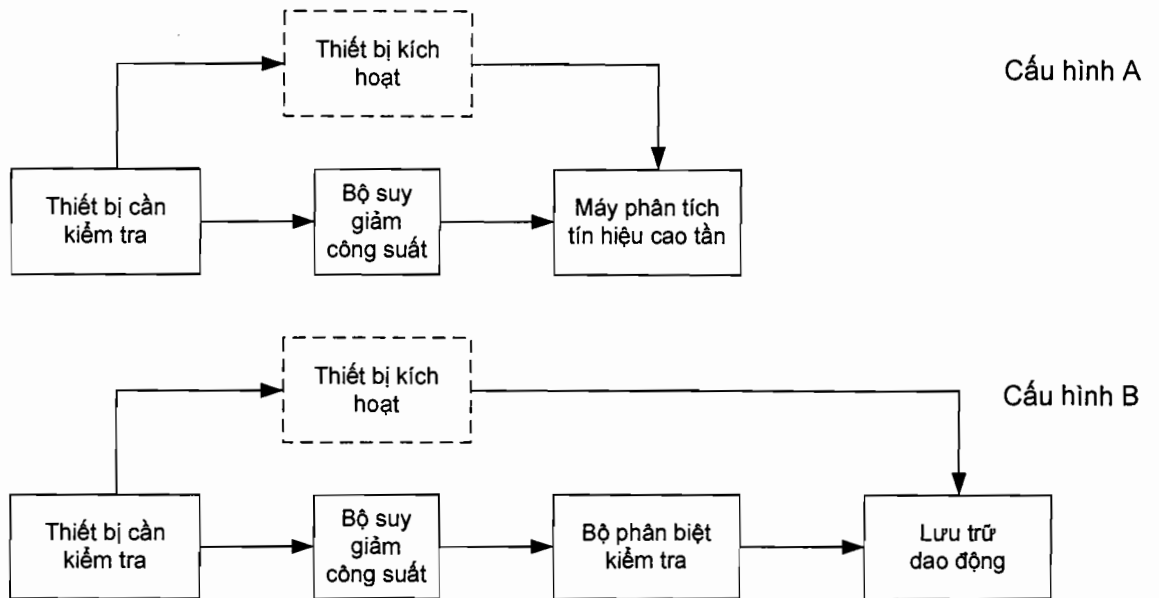 Thiết bị kích
hoạt
Cấu hình A
Thiết bị cần
kiểm tra
Bộ suy
giảm
công suất
Máy phân tích
tín hiệu cao tần
Thiết bị kích
hoạt
Cấu hình B
Thiết bị cần
kiểm tra
Bộ suy
giảm
công suất
Bộ phân biệt
kiểm tra
Lưu trữ
dao động